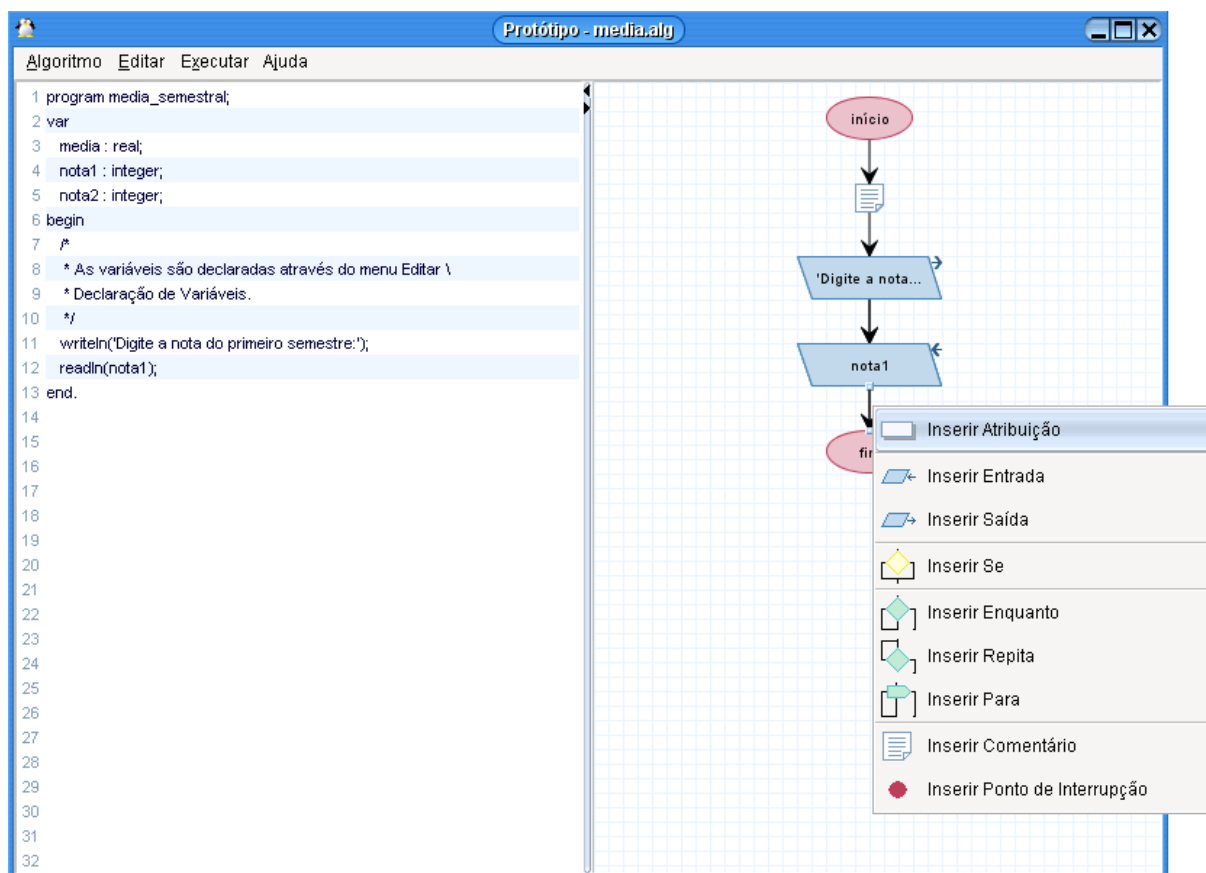 Protótipo - media.alg
Algoritmo Editar Executar Ajuda
1 program media_semestral;
2 var
3 media : real;
4 nota1 : integer;
5 nota2 : integer;
6 begin
7 /*
8 * As variáveis são declaradas através do menu Editar \
9 * Declaração de Variáveis.
10 */
11 writeln('Digite a nota do primeiro semestre:');
12 readln(nota1);
13 end.
14
15
16
17
18
19
20
21
22
23
24
25
26
27
28
29
30
31
32
início
'Digite a nota...
nota1
Inserir Atribuição
Inserir Entrada
Inserir Saída
Inserir Se
Inserir Enquanto
Inserir Repita
Inserir Para
Inserir Comentário
Inserir Ponto de Interrupção